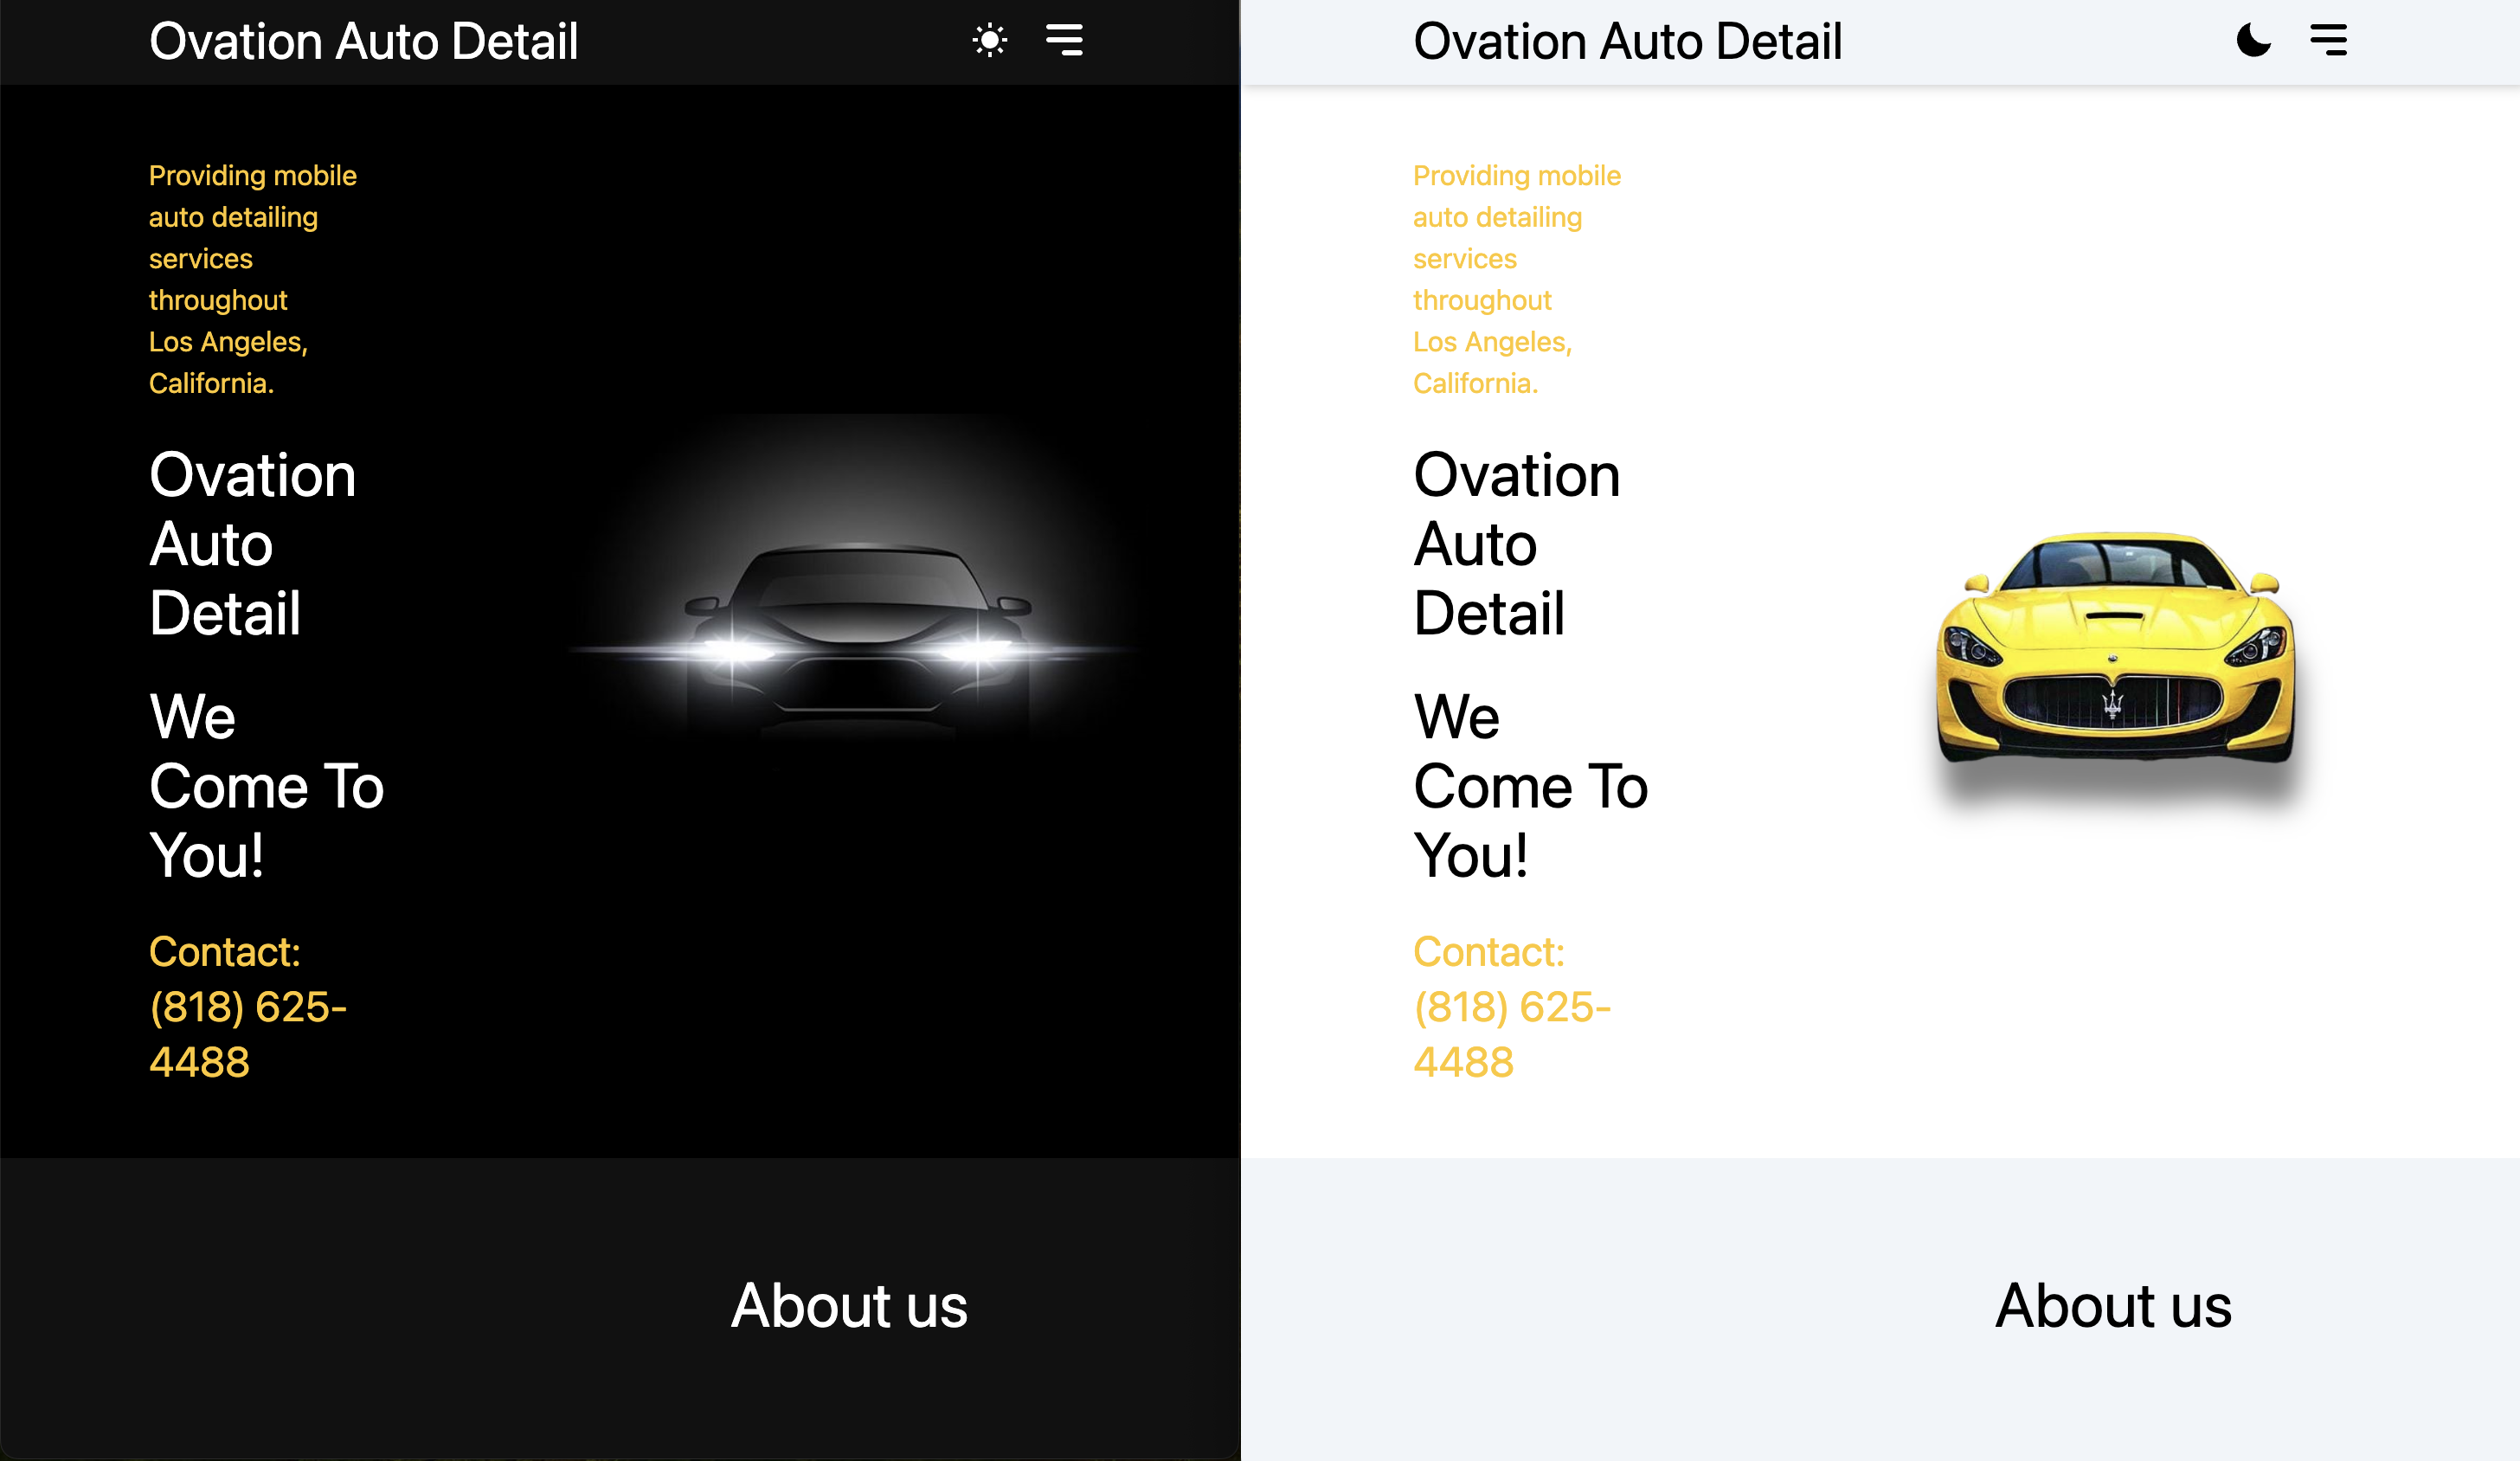 Ovation Auto Detail
Providing mobile
auto detailing
services
throughout
Los Angeles,
California.
Ovation
Auto
Detail
We
Come To
You!
Contact:
(818) 625-
4488
About us
Ovation Auto Detail
Providing mobile
auto detailing
services
throughout
Los Angeles,
California.
Ovation
Auto
Detail
We
Come To
You!
Contact:
(818) 625-
4488
About us